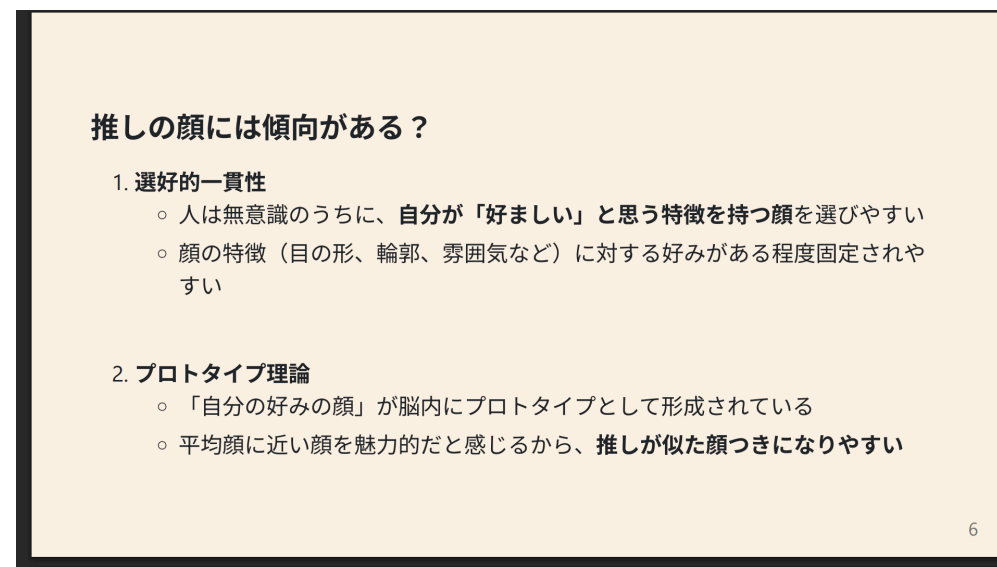 推しの顔には傾向がある？
1. 選好的一貫性
○ 人は無意識のうちに、自分が「好ましい」と思う特徴を持つ顔を選びやすい
○ 顔の特徴（目の形、輪郭、雰囲気など）に対する好みがある程度固定されや
すい
2. プロトタイプ理論
○ 「自分の好みの顔」が脳内にプロトタイプとして形成されている
○ 平均顔に近い顔を魅力的だと感じるから、推しが似た顔つきになりやすい
6